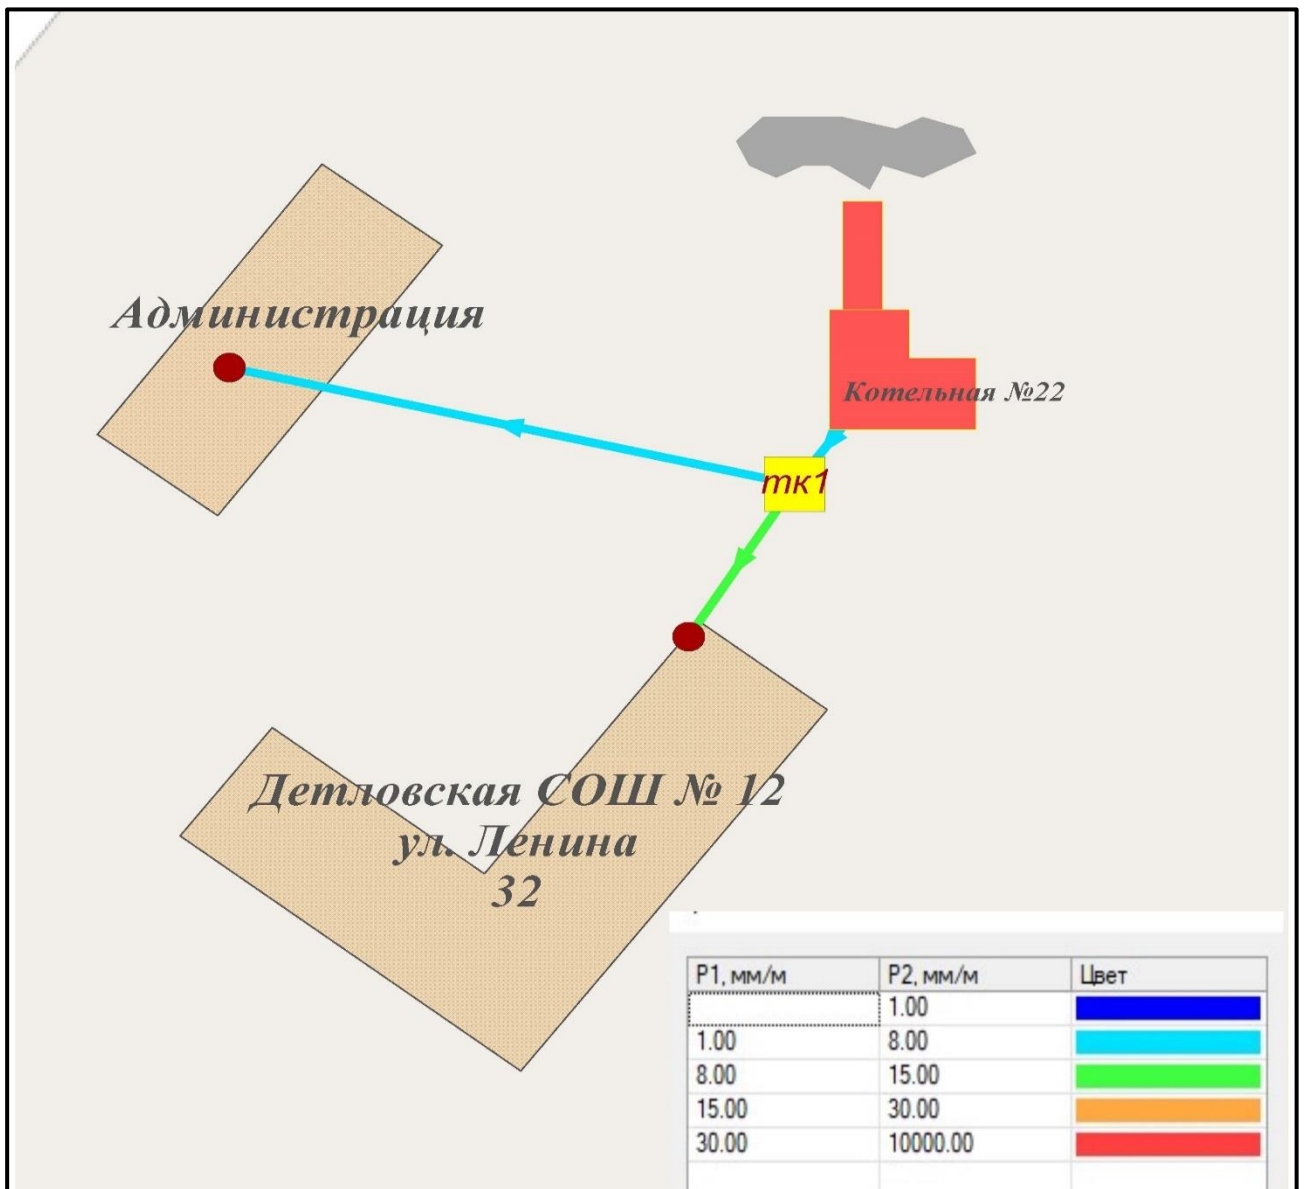 Администрация
Котельная №22
тк1
Детловская СОШ № 12
ул. Ленина
32
P1, мм/м P2, мм/м Цвет
1.00
1.00 8.00
8.00 15.00
15.00 30.00
30.00 10000.00